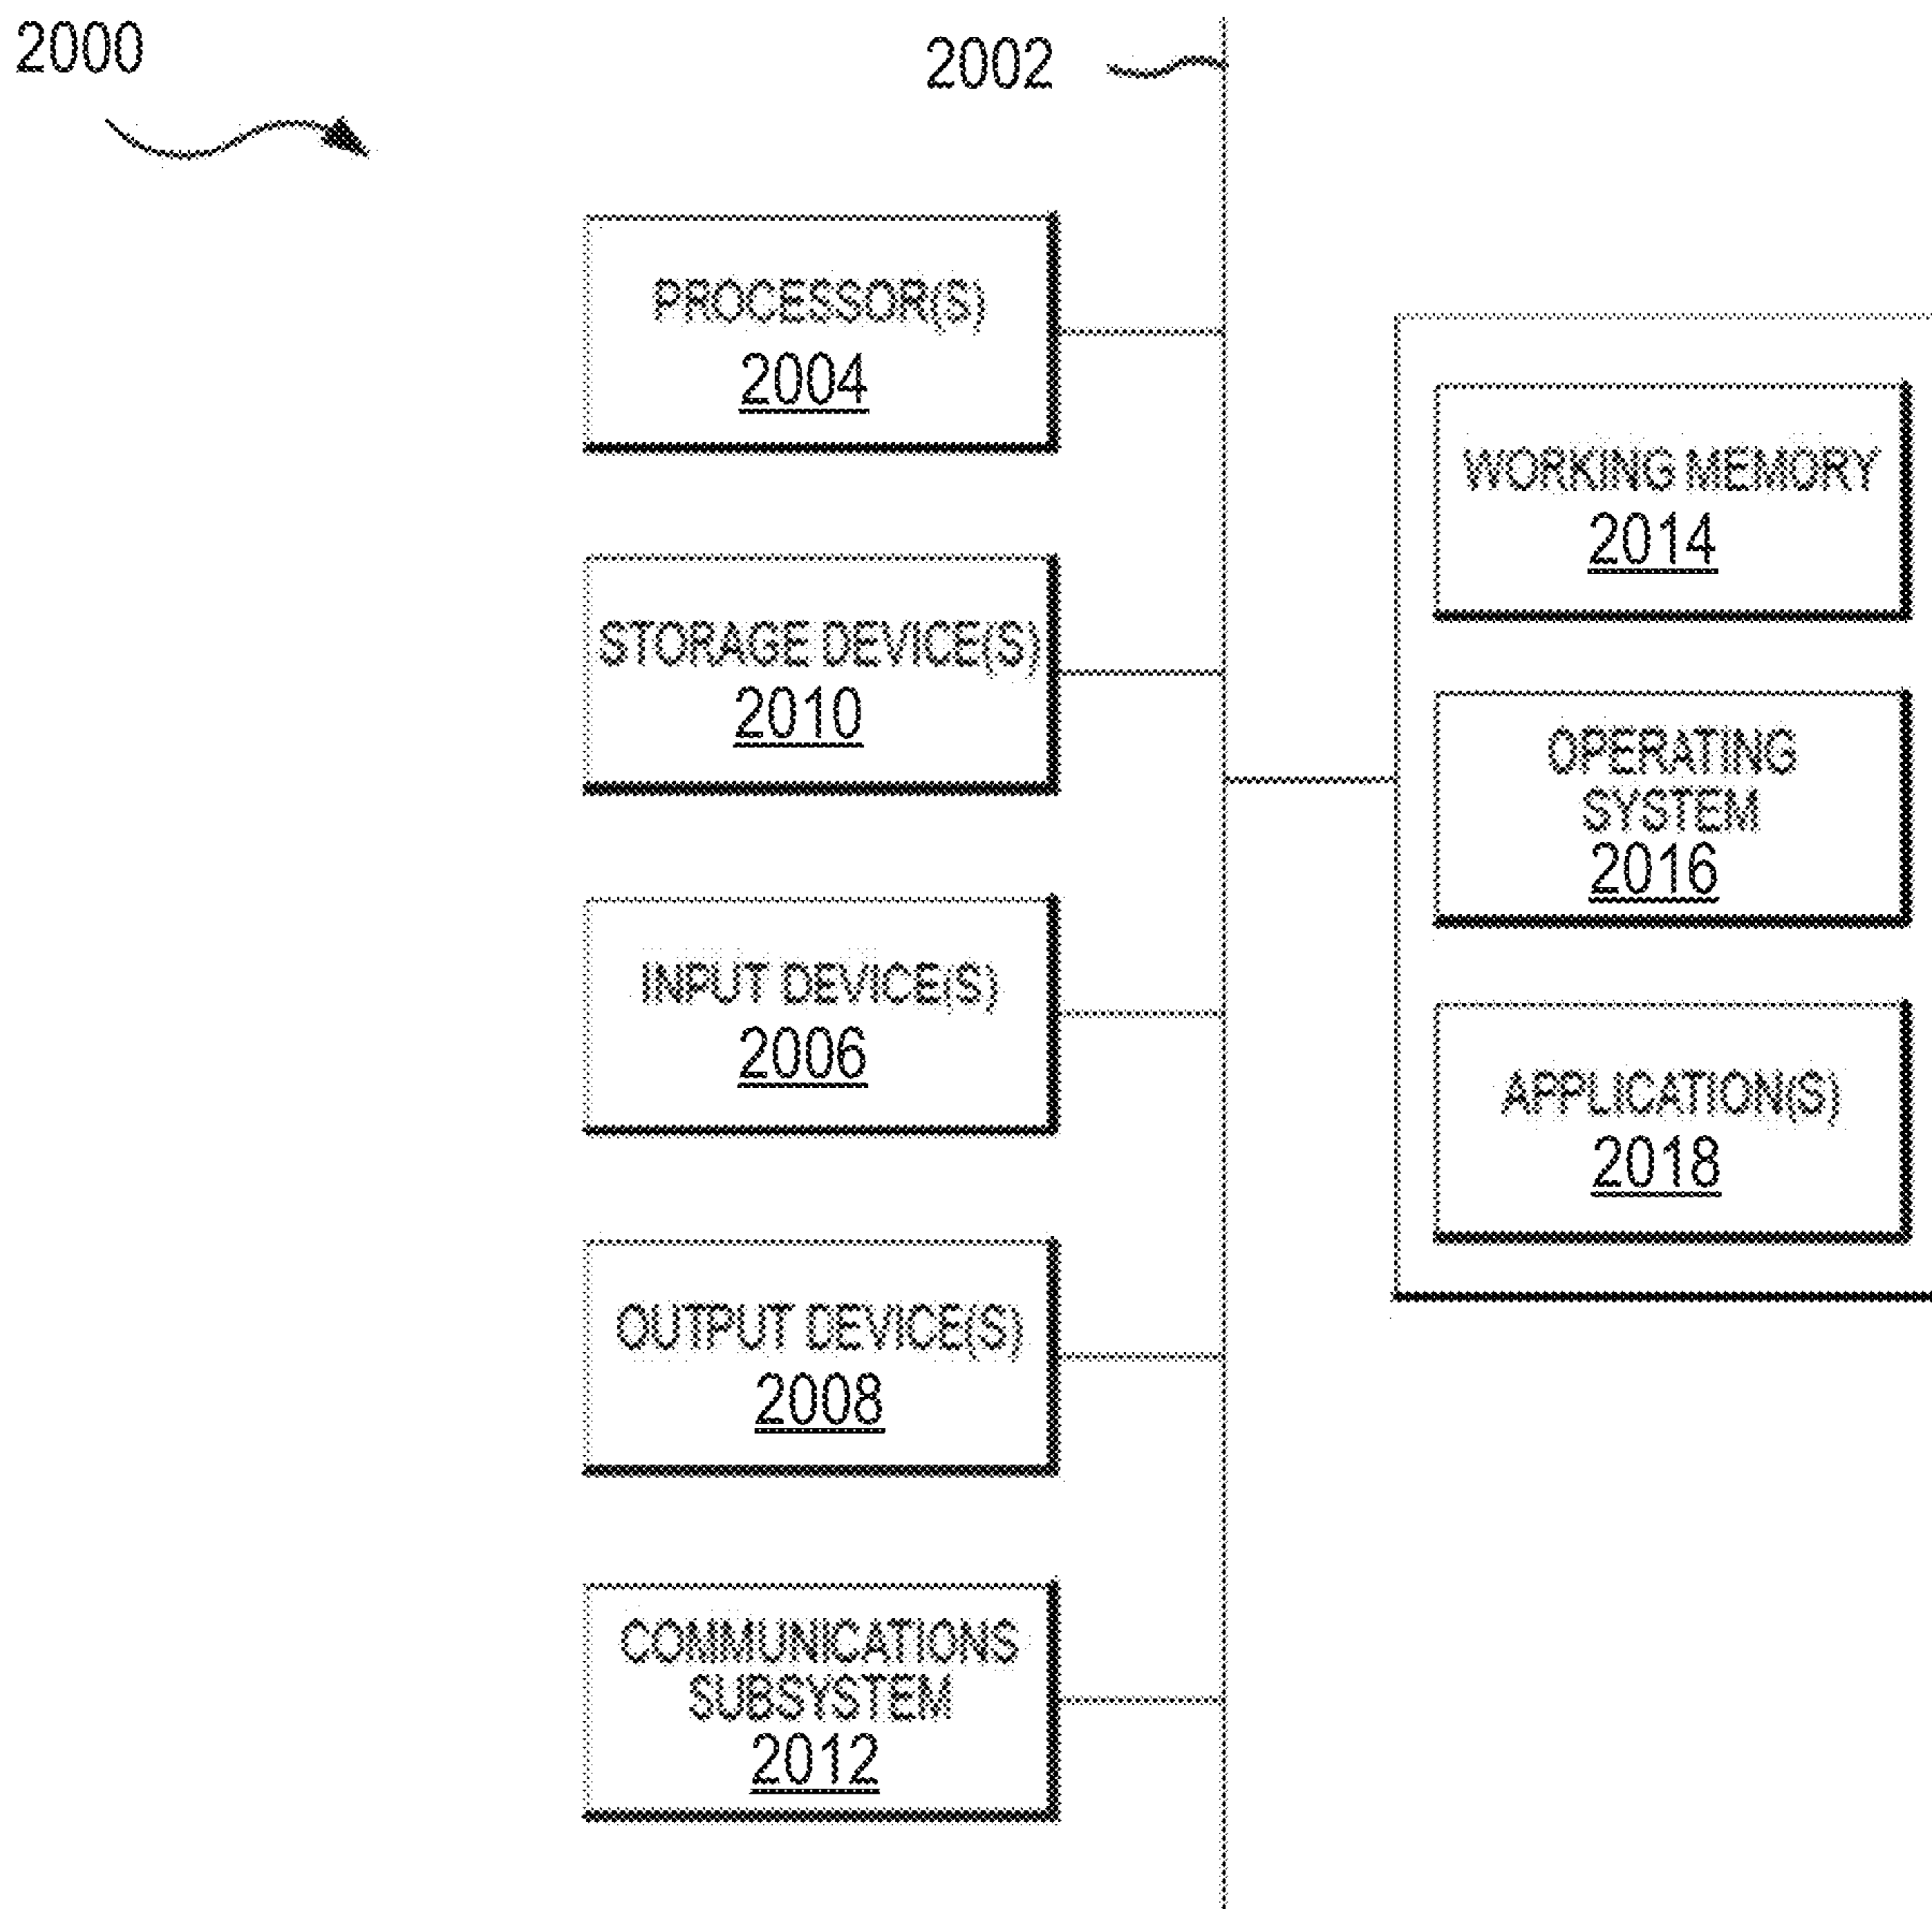 2000
2002
PROCESSOR(S)
2004
STORAGE DEVICE(S)
2010
INPUT DEVICE(S)
2006
OUTPUT DEVICE(S)
2008
COMMUNICATIONS
SUBSYSTEM
2012
WORKING MEMORY
2014
OPERATING
SYSTEM
2016
APPLICATION(S)
2018